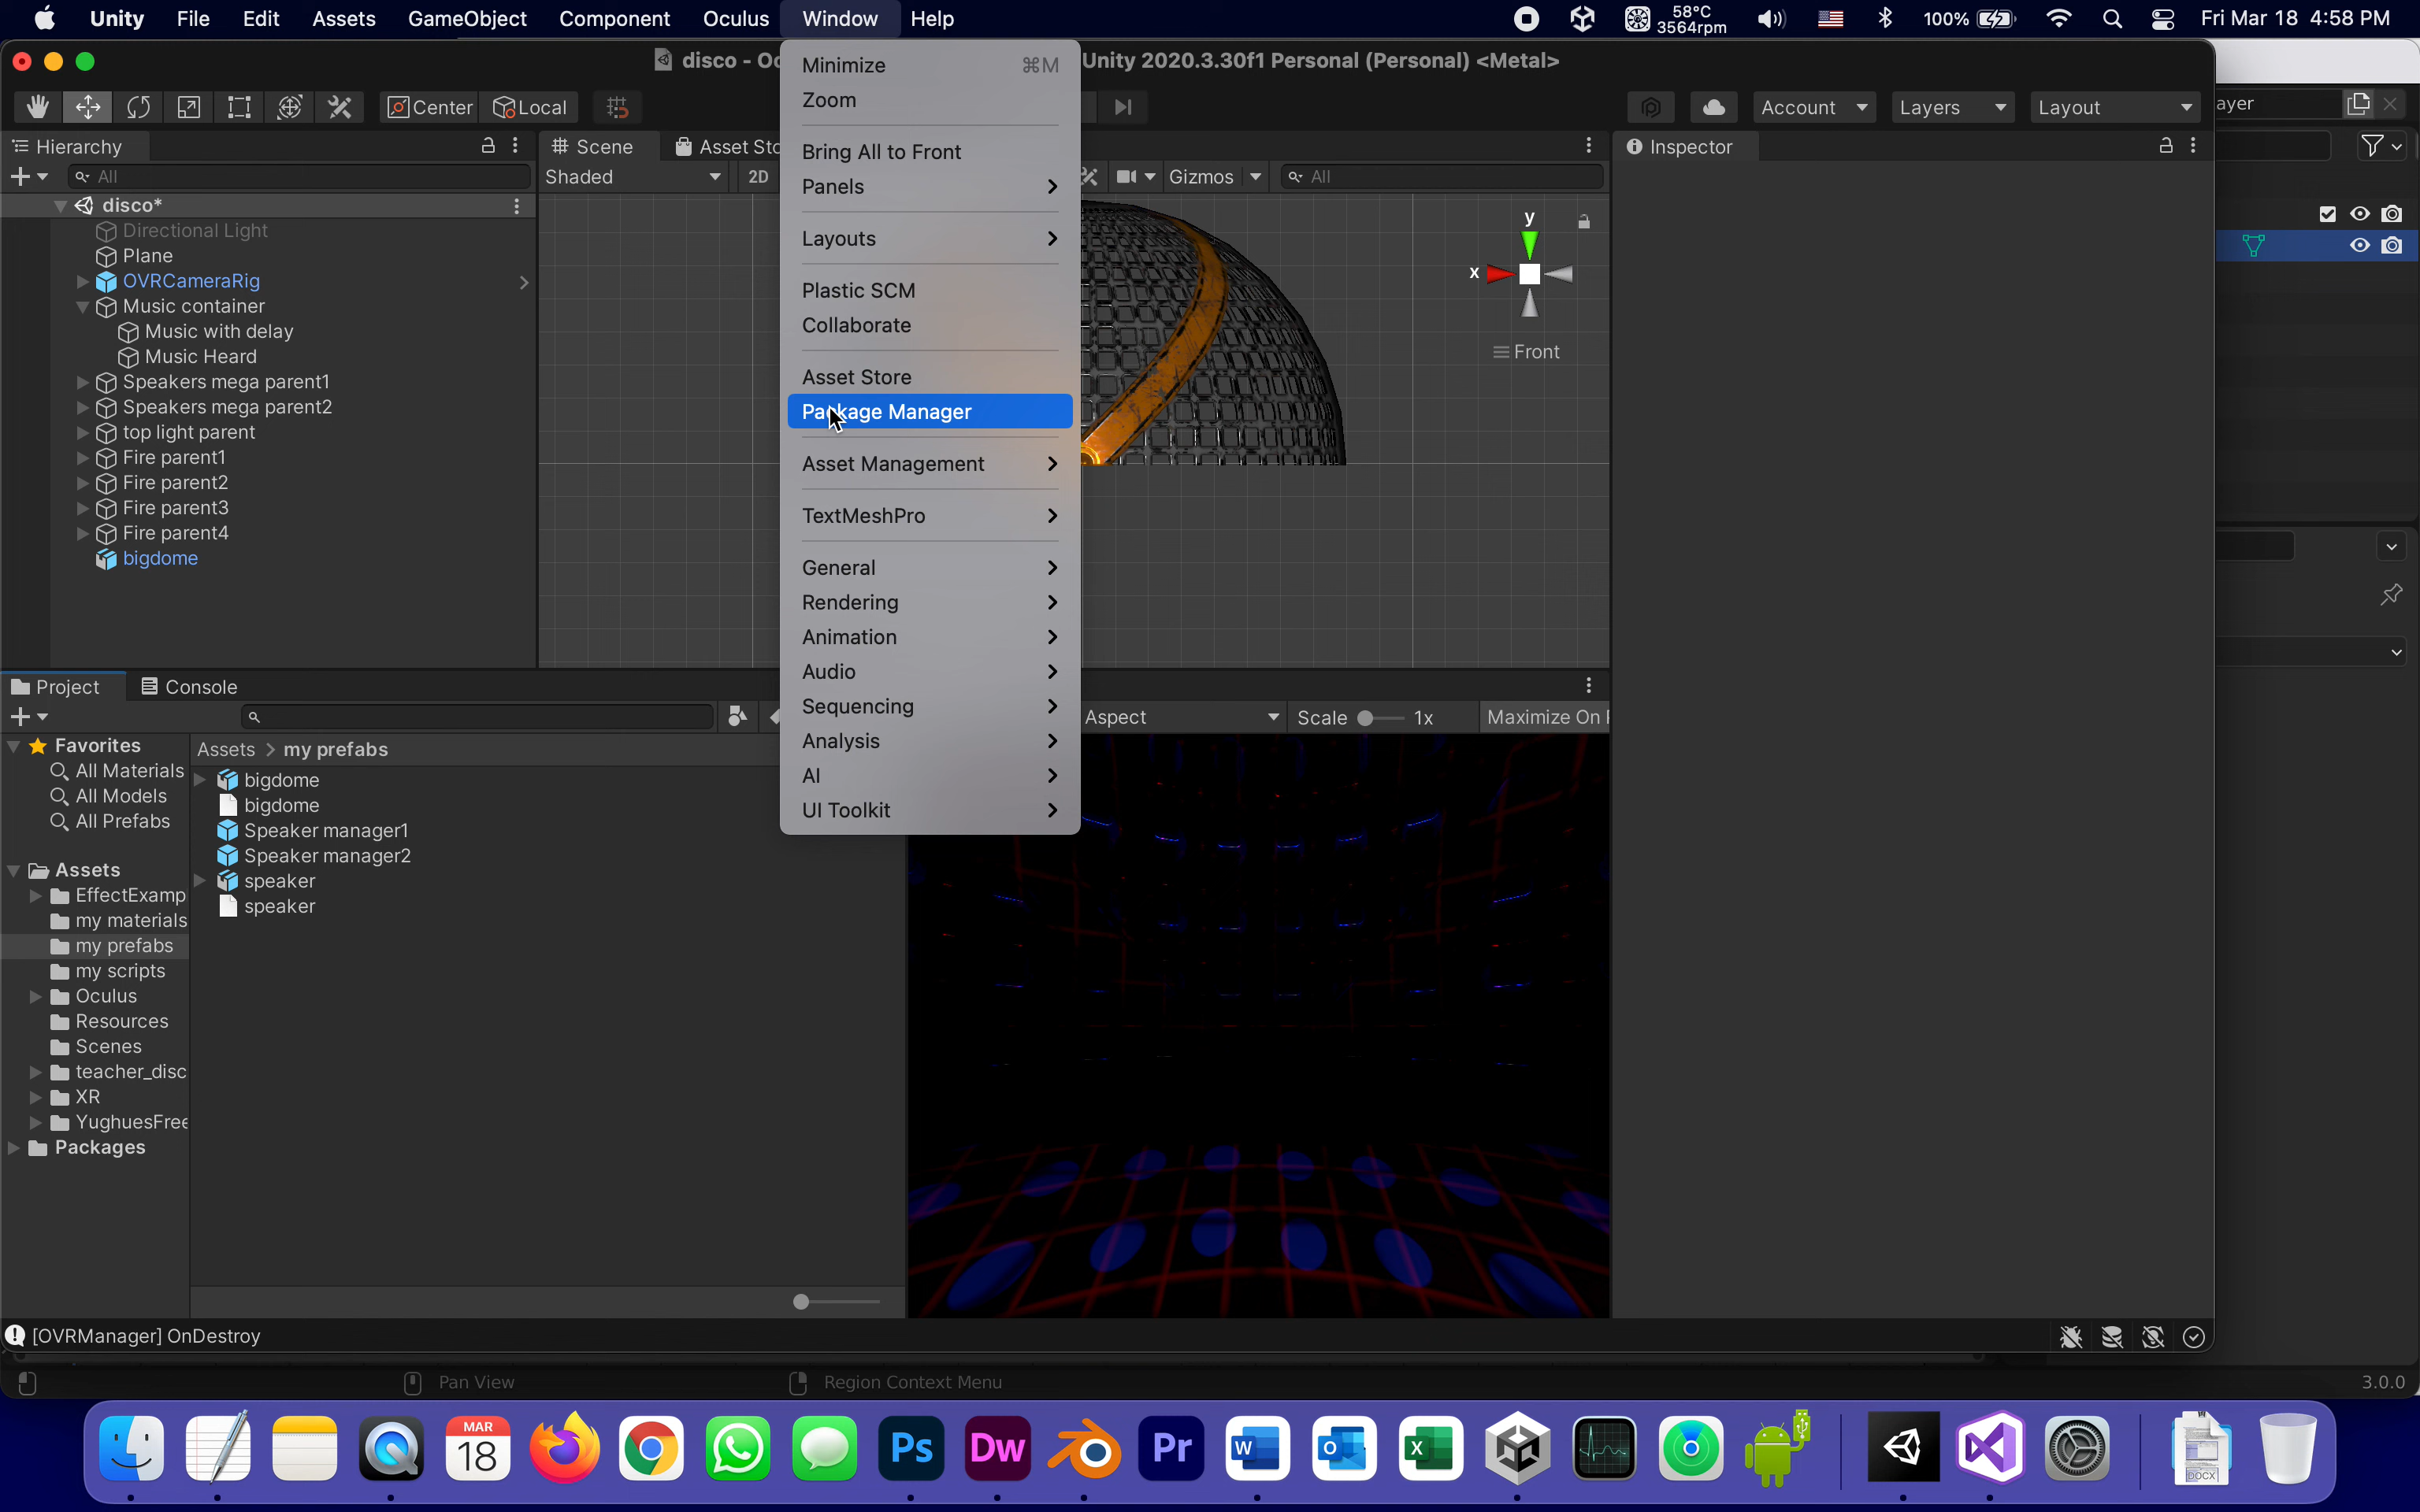 Unity File Edit Assets GameObject Component Oculus Window Help 58°C 3564rpm 100% Fri Mar 18 4:58 PM
disco - Oc Unity 2020.3.30f1 Personal (Personal) <Metal>
Center Local Account Layers Layout ayer
Hierarchy Scene Asset Sto Inspector
All Shaded 2D Gizmos All
disco*
Directional Light
Plane
OVRCameraRig
Music container
Music with delay
Music Heard
Speakers mega parent1
Speakers mega parent2
top light parent
Fire parent1
Fire parent2
Fire parent3
Fire parent4
bigdome
Minimize ⌘M
Zoom
Bring All to Front
Panels
Layouts
Plastic SCM
Collaborate
Asset Store
Package Manager
Asset Management
TextMeshPro
General
Rendering
Animation
Audio
Sequencing
Analysis
AI
UI Toolkit
y
x
Front
Project Console
Aspect Scale 1x Maximize On
Favorites
All Materials
All Models
All Prefabs
Assets
EffectExamp
my materials
my prefabs
my scripts
Oculus
Resources
Scenes
teacher_disc
XR
YughuesFree
Packages
Assets > my prefabs
bigdome
bigdome
Speaker manager1
Speaker manager2
speaker
speaker
[OVRManager] OnDestroy
Pan View Region Context Menu 3.0.0
MAR
18
Ps Dw Pr W O X
DOCX